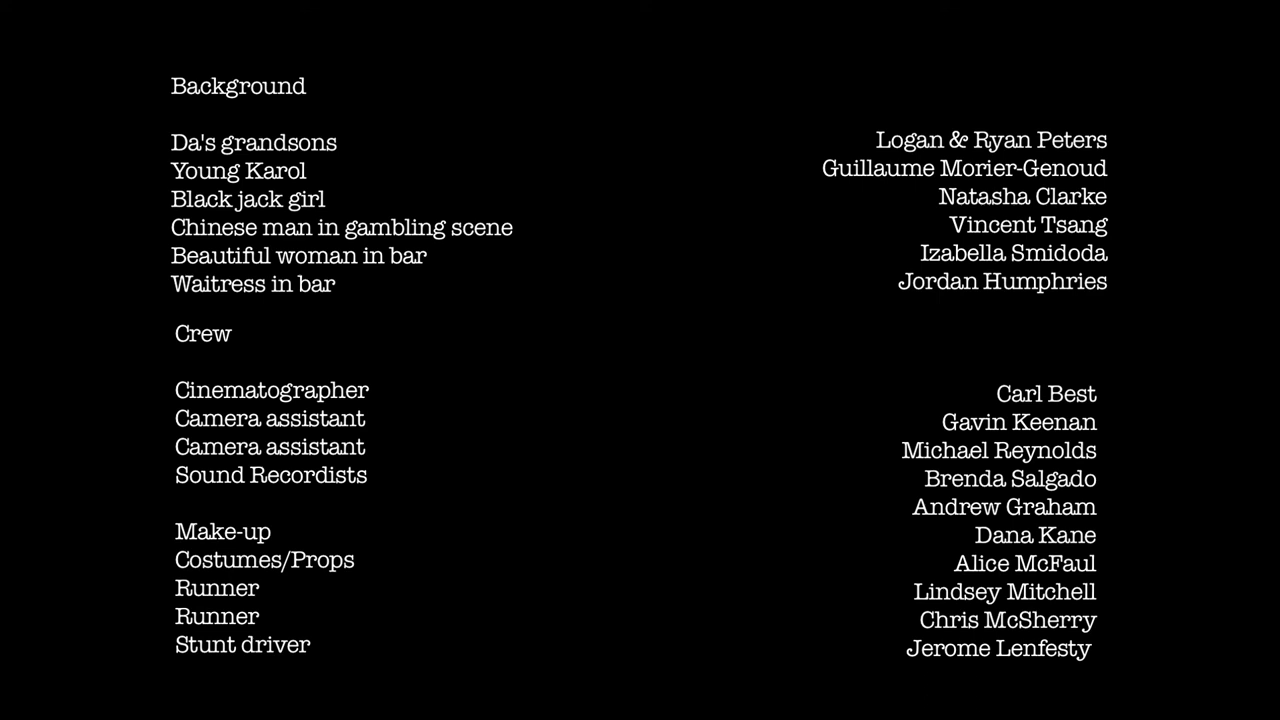 Background
Da's grandsons Logan & Ryan Peters
Young Karol Guillaume Morier-Genoud
Black jack girl Natasha Clarke
Chinese man in gambling scene Vincent Tsang
Beautiful woman in bar Izabella Smidoda
Waitress in bar Jordan Humphries
Crew
Cinematographer Carl Best
Camera assistant Gavin Keenan
Camera assistant Michael Reynolds
Sound Recordists Brenda Salgado
Andrew Graham
Make-up Dana Kane
Costumes/Props Alice McFaul
Runner Lindsey Mitchell
Runner Chris McSherry
Stunt driver Jerome Lenfesty